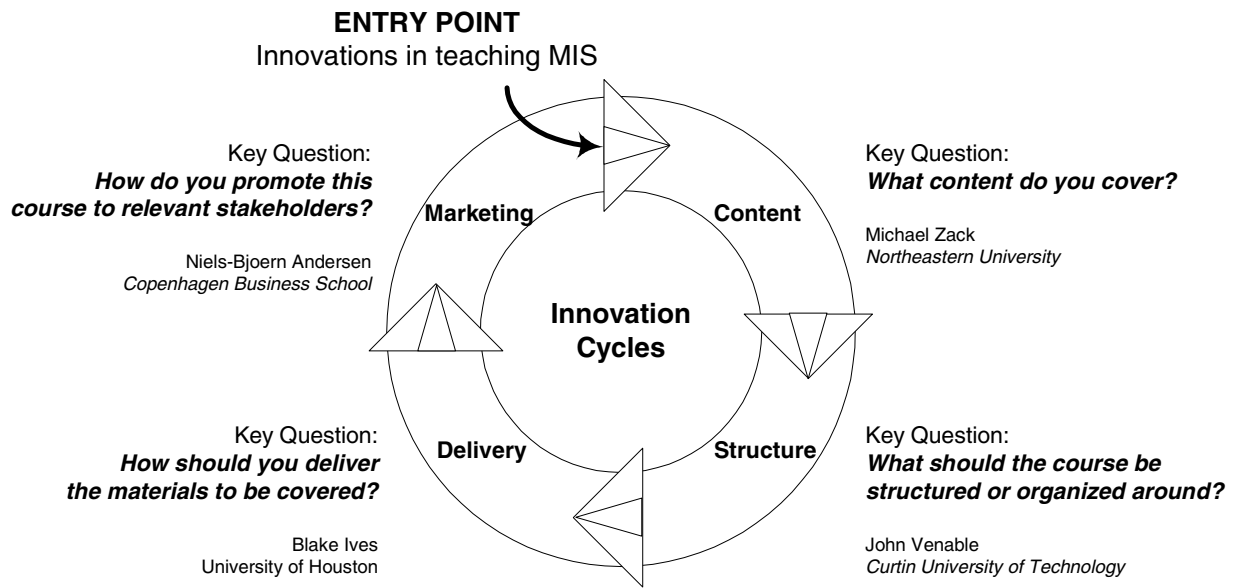 ENTRY POINT
Innovations in teaching MIS
Key Question:
How do you promote this
course to relevant stakeholders?
Niels-Bjoern Andersen
Copenhagen Business School
Marketing
Content
Key Question:
What content do you cover?
Michael Zack
Northeastern University
Innovation
Cycles
Key Question:
How should you deliver
the materials to be covered?
Blake Ives
University of Houston
Delivery
Structure
Key Question:
What should the course be
structured or organized around?
John Venable
Curtin University of Technology